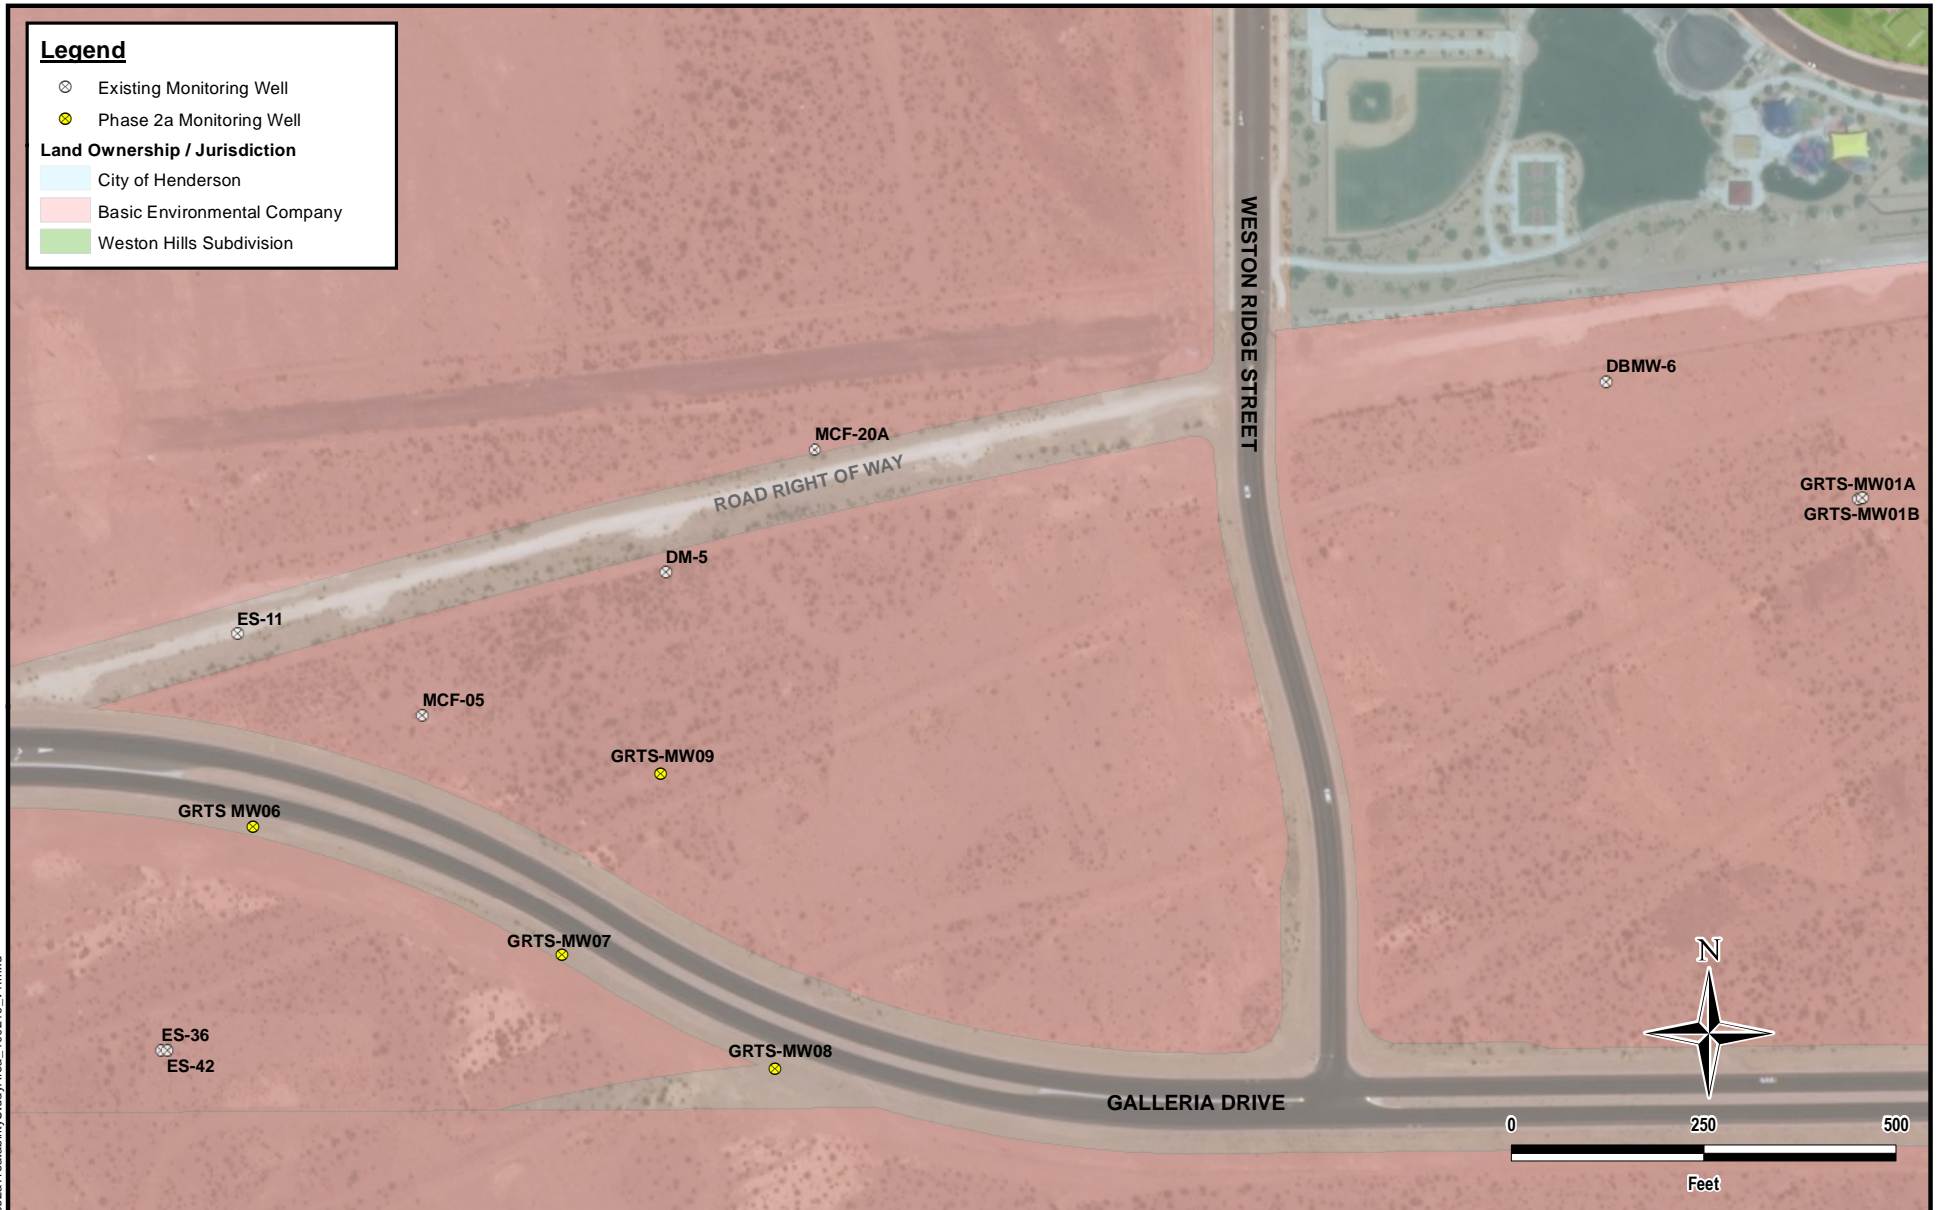 Legend
Existing Monitoring Well
Phase 2a Monitoring Well
Land Ownership / Jurisdiction
City of Henderson
Basic Environmental Company
Weston Hills Subdivision
WESTON RIDGE STREET
DBMW-6
MCF-20A
ROAD RIGHT OF WAY
GRTS-MW01A
GRTS-MW01B
DM-5
ES-11
MCF-05
GRTS-MW09
GRTS MW06
GRTS-MW07
ES-36
ES-42
GRTS-MW08
GALLERIA DRIVE
N
0 250 500
Feet